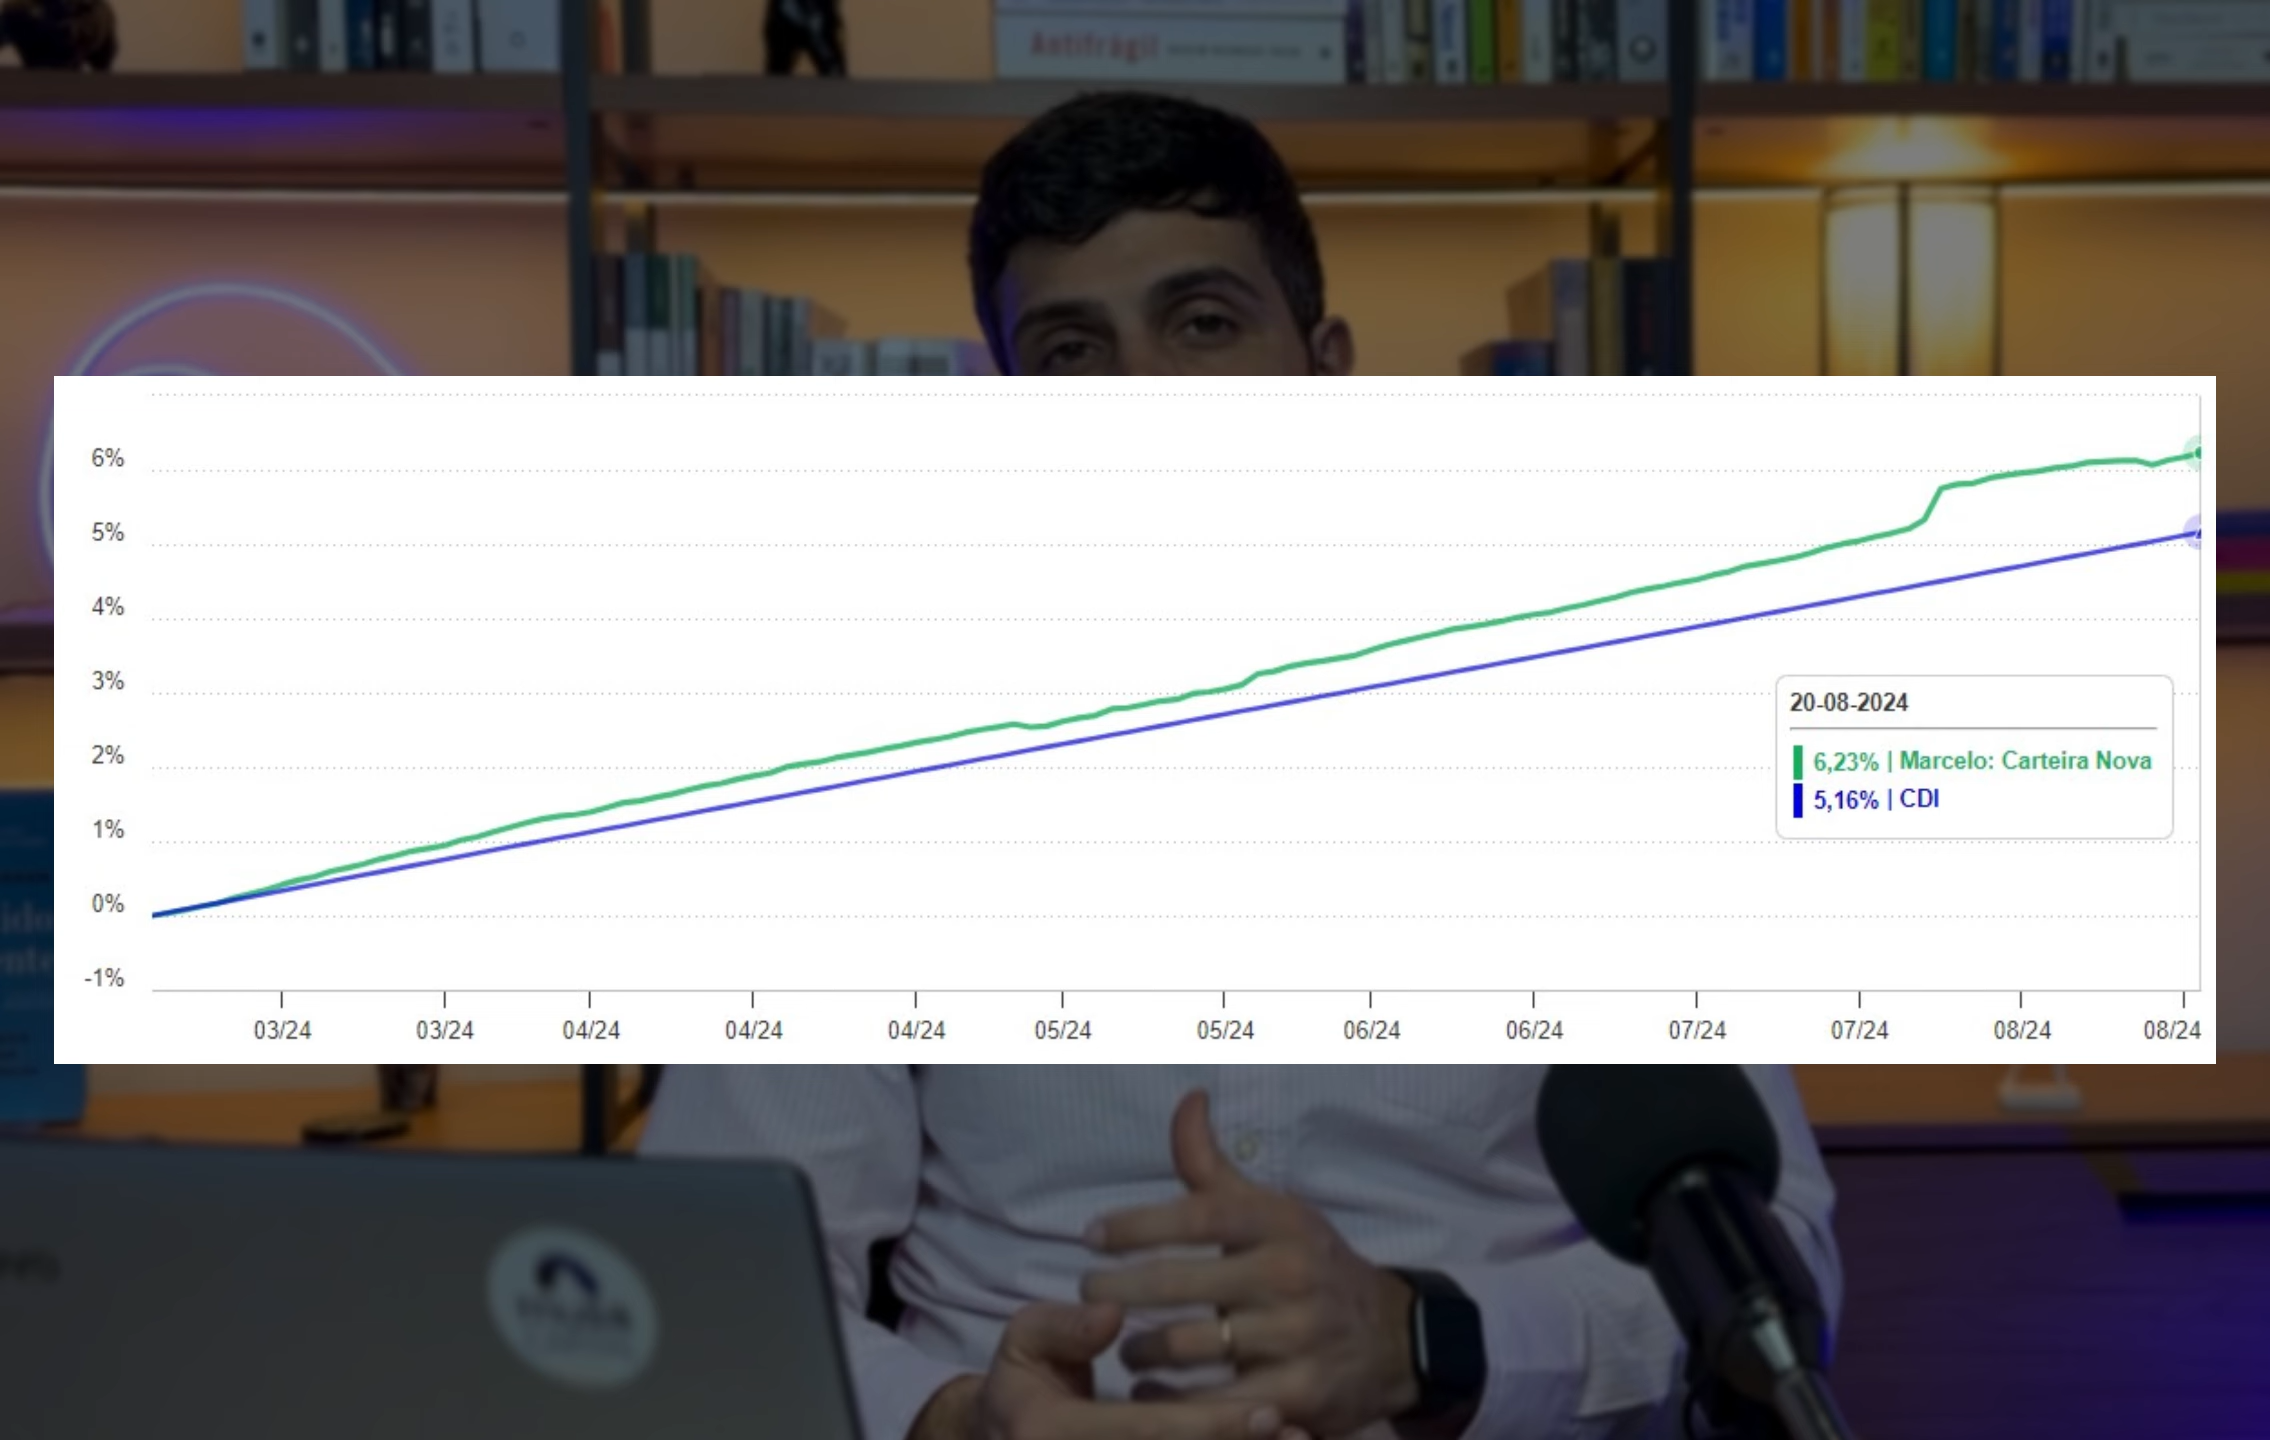 Antifrágil
6%
5%
4%
3%
2%
1%
0%
-1%
20-08-2024
6,23% | Marcelo: Carteira Nova
5,16% | CDI
03/24 03/24 04/24 04/24 04/24 05/24 05/24 06/24 06/24 07/24 07/24 08/24 08/24